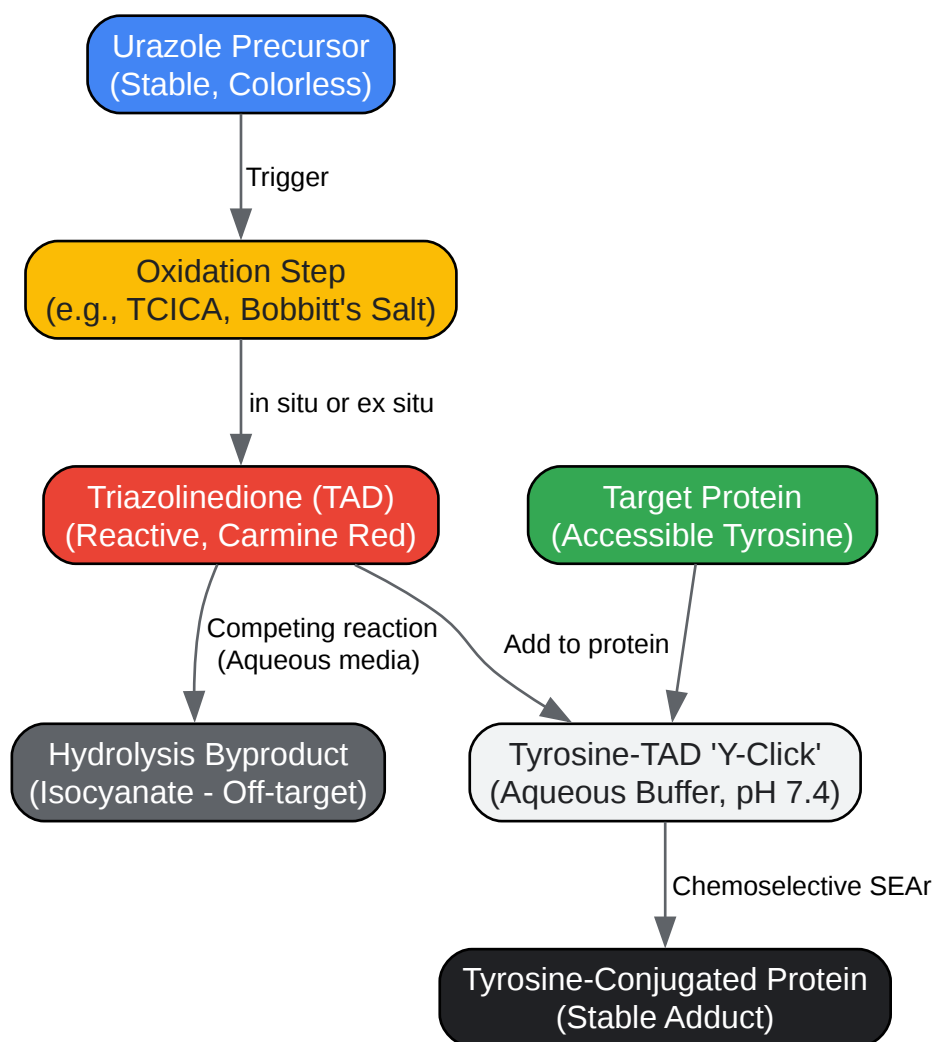 Urazole Precursor
(Stable, Colorless)
Trigger
Oxidation Step
(e.g., TCICA, Bobbitt's Salt)
in situ or ex situ
Triazolinedione (TAD)
(Reactive, Carmine Red)
Target Protein
(Accessible Tyrosine)
Competing reaction
(Aqueous media)
Add to protein
Hydrolysis Byproduct
(Isocyanate - Off-target)
Tyrosine-TAD 'Y-Click'
(Aqueous Buffer, pH 7.4)
Chemoselective SEAr
Tyrosine-Conjugated Protein
(Stable Adduct)